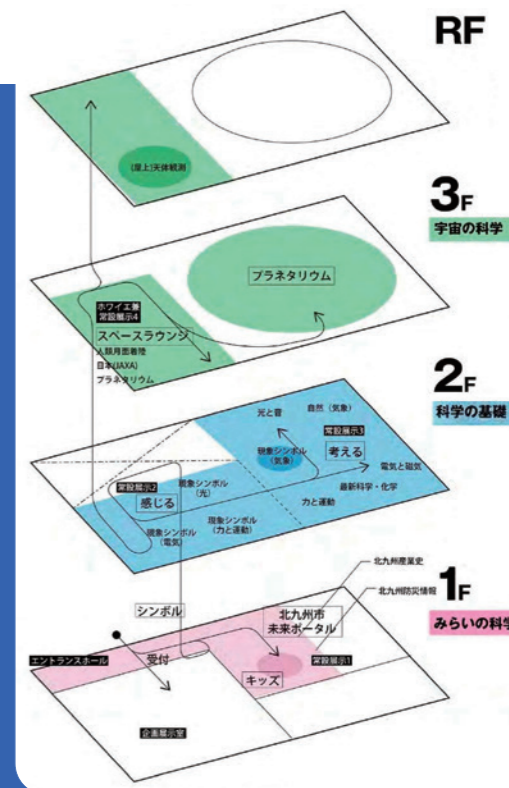 RF
(屋上)天体観測
3F
宇宙の科学
プラネタリウム
ホワイエ兼
常設展示4
スペースラウンジ
人類月面着陸
日本(JAXA)
プラネタリウム
2F
科学の基礎
光と音
自然（気象）
常設展示3
考える
現象シンボル
（気象）
電気と磁気
最新科学・化学
力と運動
常設展示2
感じる
現象シンボル
（光）
現象シンボル
（力と運動）
現象シンボル
（電気）
1F
みらいの科学
北九州産業史
北九州防災情報
シンボル
北九州市
未来ポータル
エントランスホール
受付
常設展示1
キッズ
企画展示室